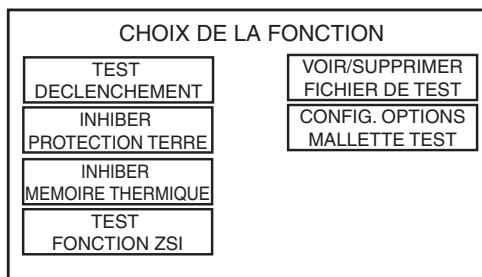 CHOIX DE LA FONCTION
TEST
DECLENCHEMENT
INHIBER
PROTECTION TERRE
INHIBER
MEMOIRE THERMIQUE
TEST
FONCTION ZSI
VOIR/SUPPRIMER
FICHIER DE TEST
CONFIG. OPTIONS
MALLETTE TEST